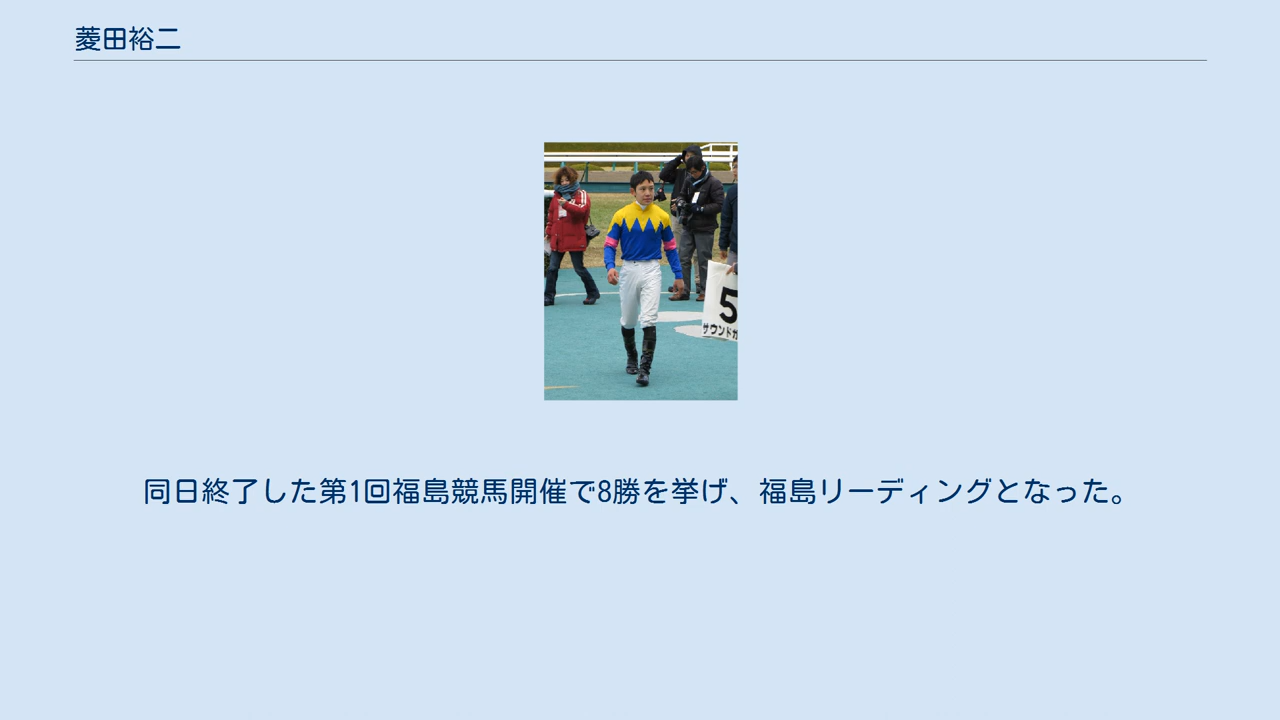 菱田裕二
5
サウンドガ
同日終了した第1回福島競馬開催で8勝を挙げ、福島リーディングとなった。